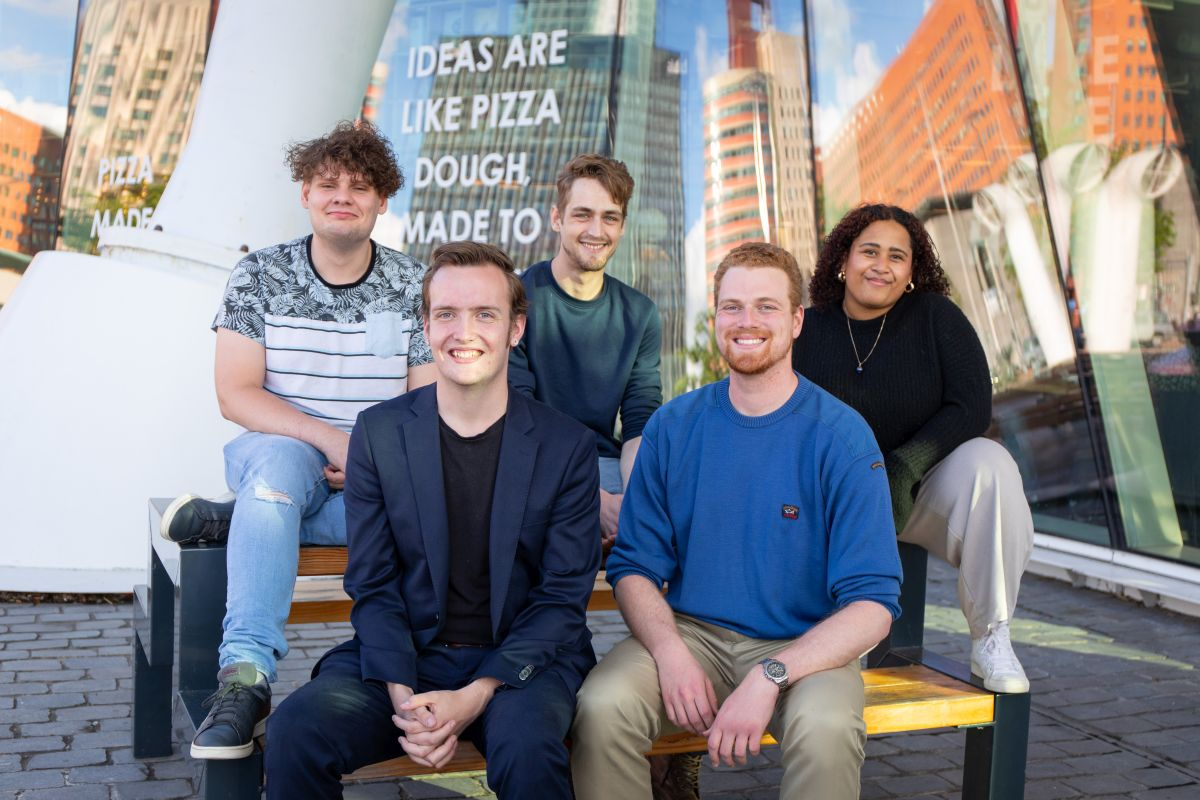 IDEAS ARE
LIKE PIZZA
DOUGH,
MADE TO
PIZZA
MADE